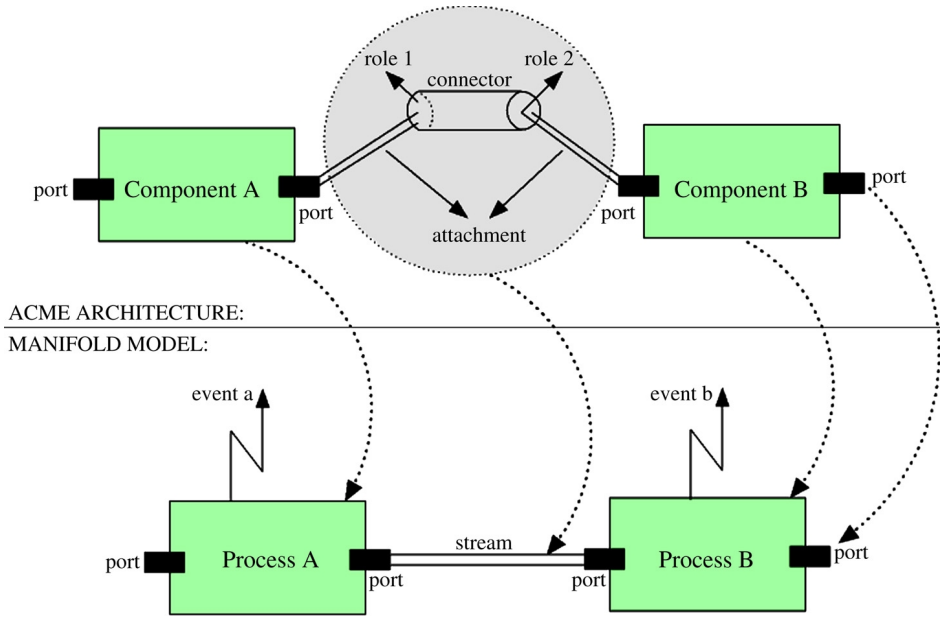 role 1
role 2
connector
port
Component A
port
attachment
port
Component B
port
ACME ARCHITECTURE:
MANIFOLD MODEL:
event a
event b
port
Process A
port
stream
port
Process B
port